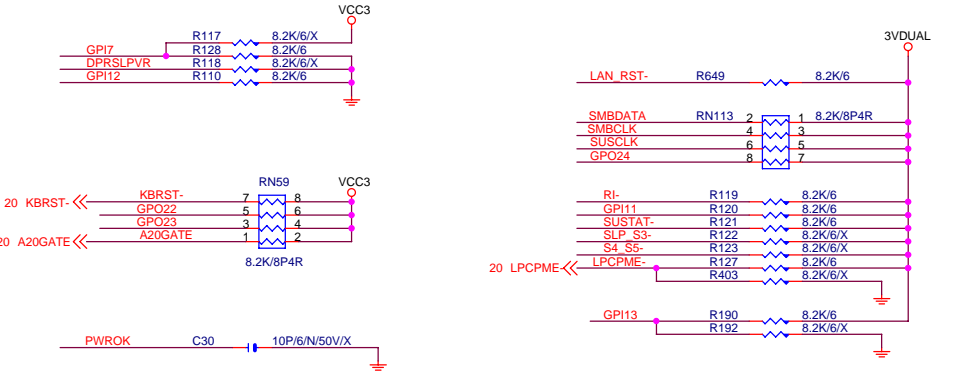 VCC3
R117 8.2K/6/X
GPI7 R128 8.2K/6
DPRSLPVR R118 8.2K/6/X
GPI12 R110 8.2K/6
RN59 VCC3
20 KBRST- KBRST- 7 8
GPO22 5 6
GPO23 3 4
A20GATE A20GATE 1 2
8.2K/8P4R
PWROK C30 10P/6/N/50V/X
3VDUAL
LAN_RST- R649 8.2K/6
SMBDATA RN113 2 1 8.2K/8P4R
SMBCLK 4 3
SUSCLK 6 5
GPO24 8 7
RI- R119 8.2K/6
GPI11 R120 8.2K/6
SUSTAT- R121 8.2K/6
SLP_S3- R122 8.2K/6/X
S4_S5- R123 8.2K/6/X
20 LPCPME- LPCPME- R127 8.2K/6
R403 8.2K/6/X
GPI13 R190 8.2K/6
R192 8.2K/6/X